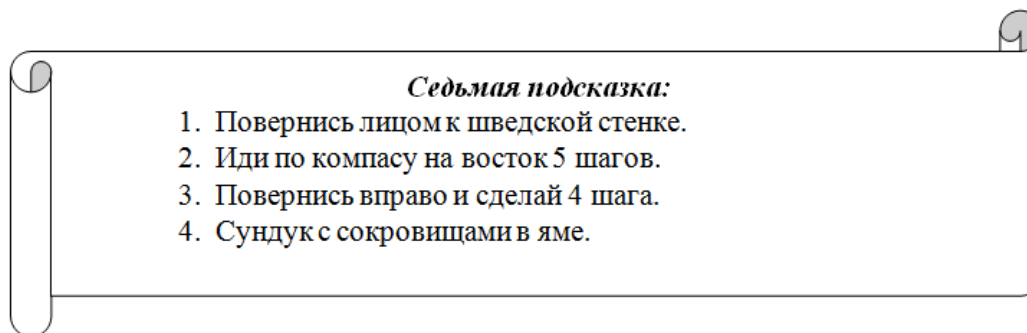 Седьмая подсказка:
1. Повернись лицом к шведской стенке.
2. Иди по компасу на восток 5 шагов.
3. Повернись вправо и сделай 4 шага.
4. Сундук с сокровищами в яме.